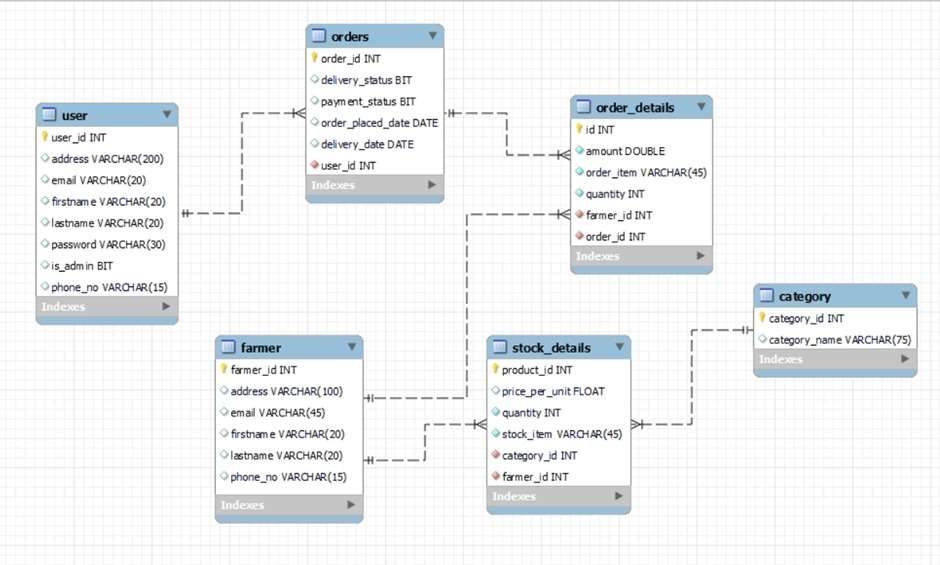 orders
order_id INT
delivery_status BIT
payment_status BIT
order_placed_date DATE
delivery_date DATE
user_id INT
Indexes
user
user_id INT
address VARCHAR(200)
email VARCHAR(20)
firstname VARCHAR(20)
lastname VARCHAR(20)
password VARCHAR(30)
is_admin BIT
phone_no VARCHAR(15)
Indexes
order_details
id INT
amount DOUBLE
order_item VARCHAR(45)
quantity INT
farmer_id INT
order_id INT
Indexes
category
category_id INT
category_name VARCHAR(75)
Indexes
farmer
farmer_id INT
address VARCHAR(100)
email VARCHAR(45)
firstname VARCHAR(20)
lastname VARCHAR(20)
phone_no VARCHAR(15)
Indexes
stock_details
product_id INT
price_per_unit FLOAT
quantity INT
stock_item VARCHAR(45)
category_id INT
farmer_id INT
Indexes